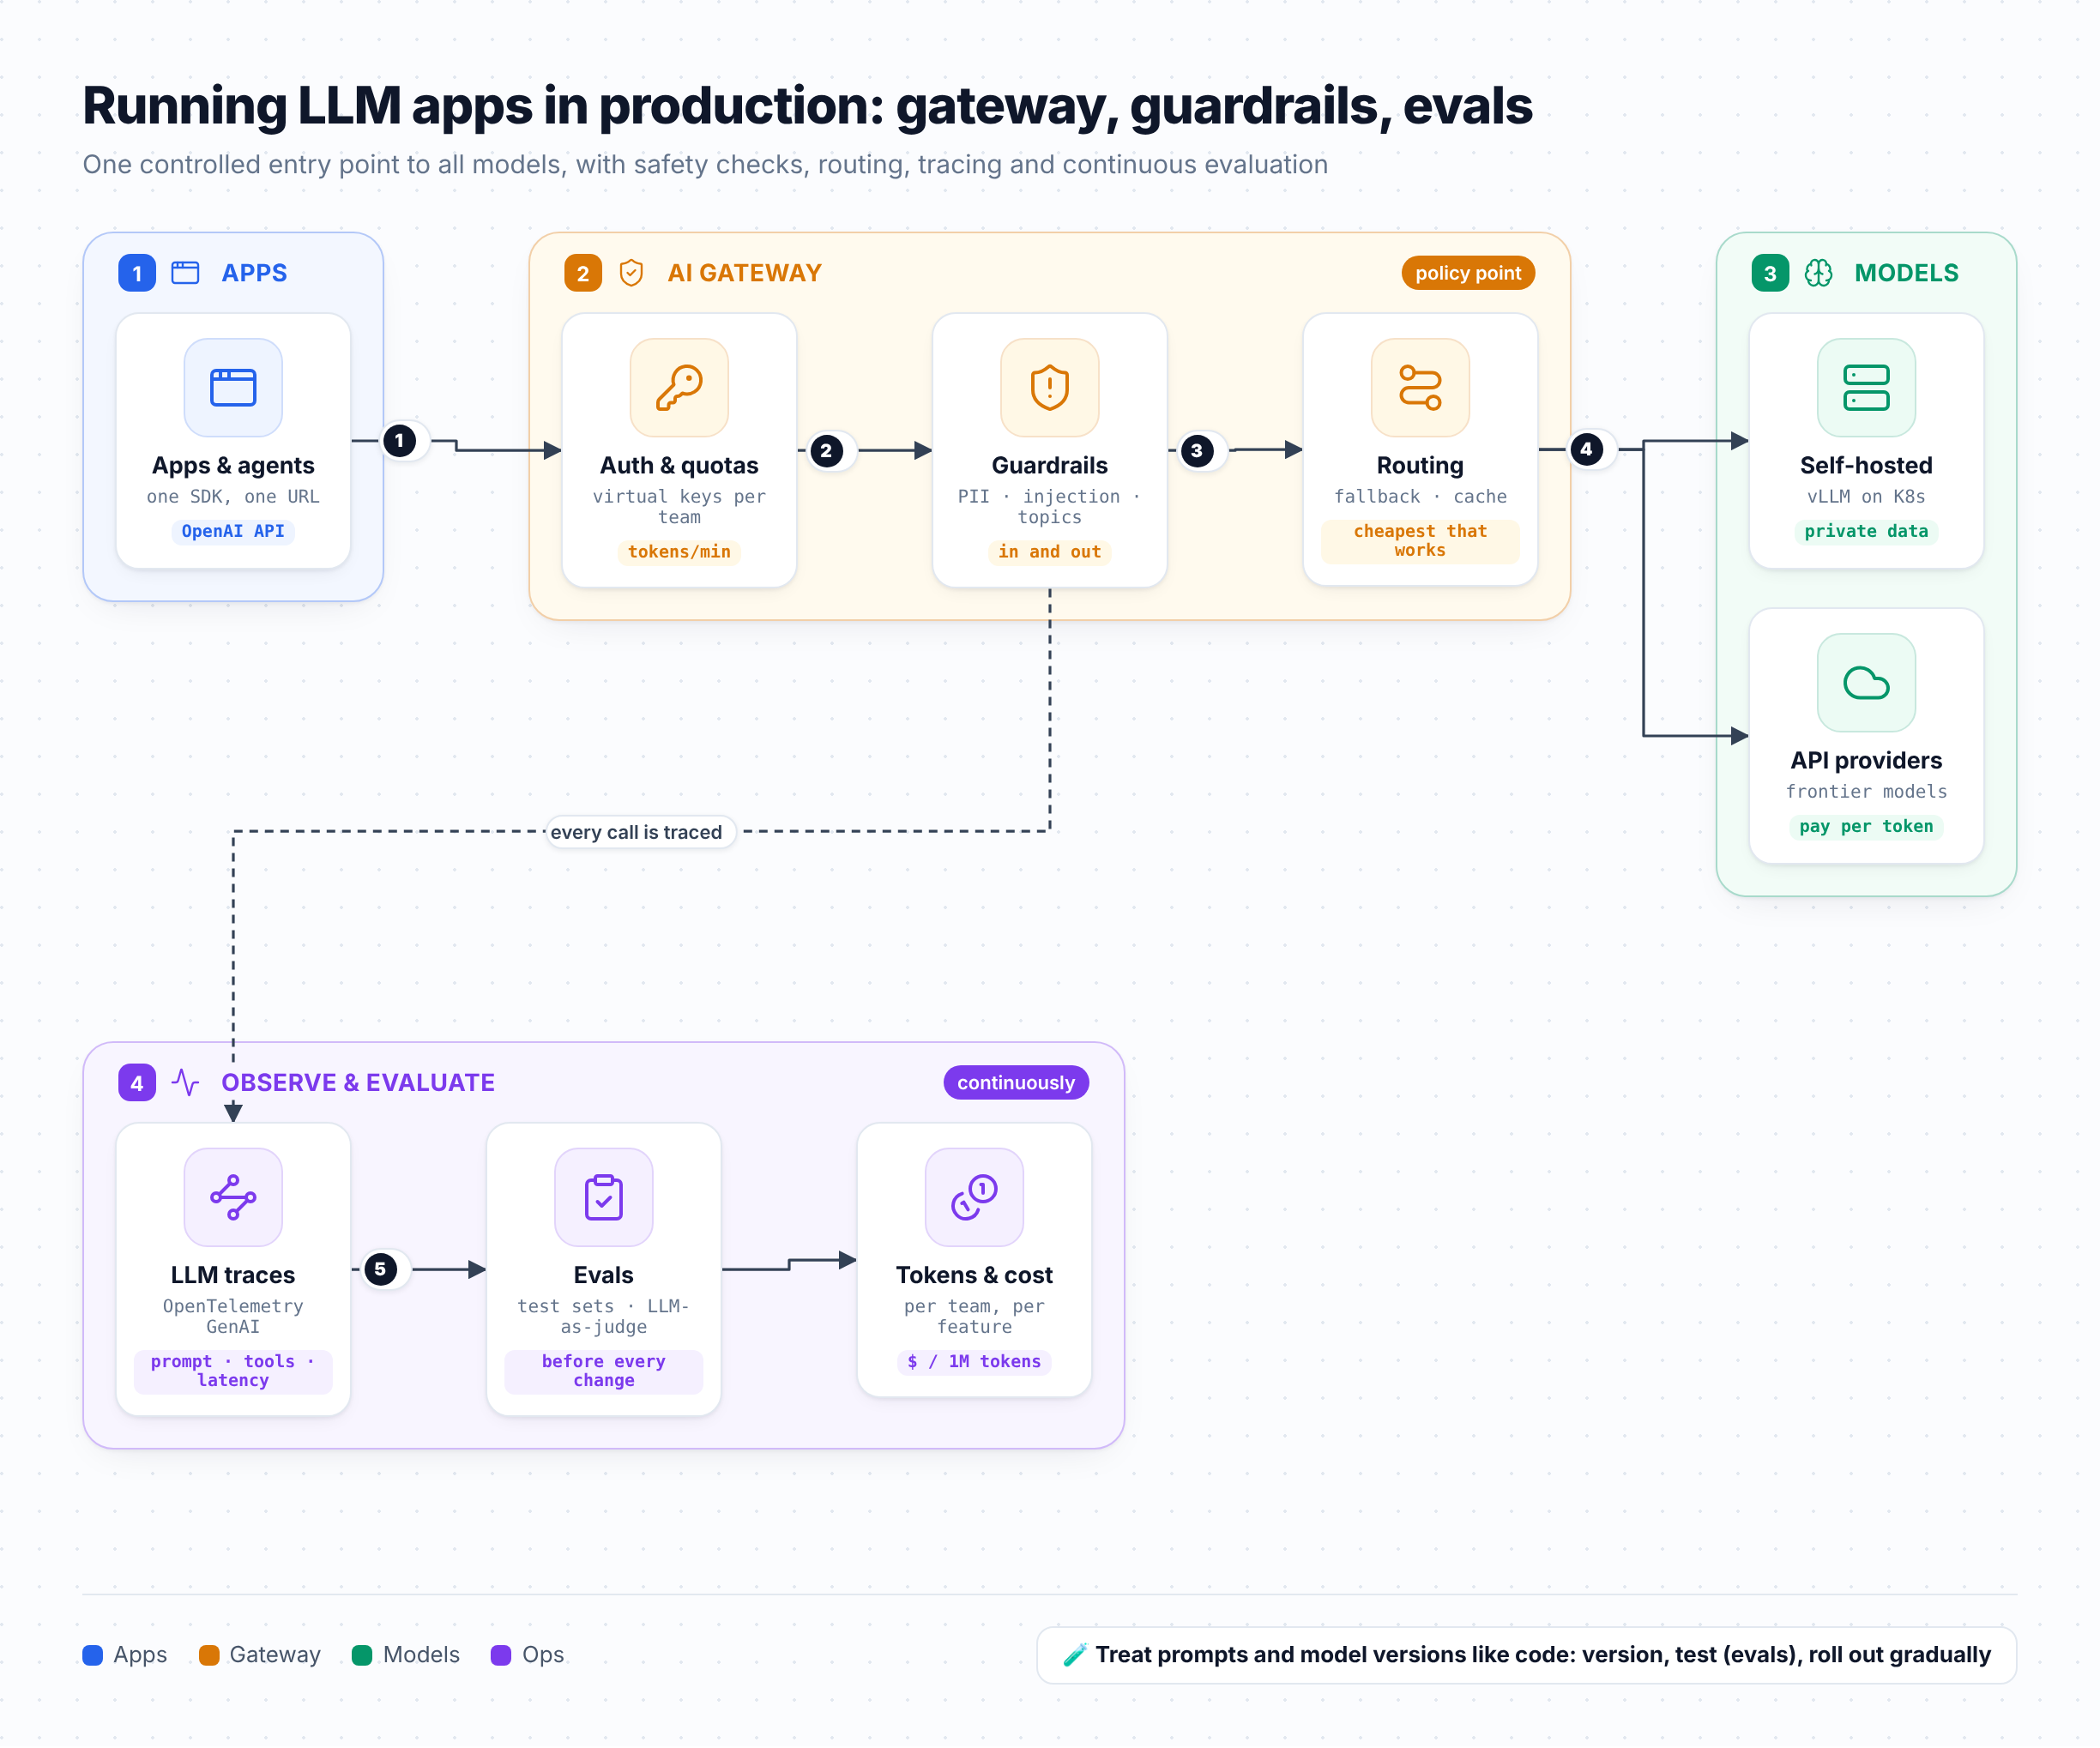 Running LLM apps in production: gateway, guardrails, evals
One controlled entry point to all models, with safety checks, routing, tracing and continuous evaluation
1 APPS
Apps & agents
one SDK, one URL
OpenAI API
1
2 AI GATEWAY
policy point
Auth & quotas
virtual keys per
team
tokens/min
2
Guardrails
PII · injection ·
topics
in and out
3
Routing
fallback · cache
cheapest that
works
4
3 MODELS
Self-hosted
vLLM on K8s
private data
API providers
frontier models
pay per token
every call is traced
4 OBSERVE & EVALUATE
continuously
LLM traces
OpenTelemetry
GenAI
prompt · tools ·
latency
5
Evals
test sets · LLM-
as-judge
before every
change
Tokens & cost
per team, per
feature
$ / 1M tokens
Apps
Gateway
Models
Ops
🧪 Treat prompts and model versions like code: version, test (evals), roll out gradually